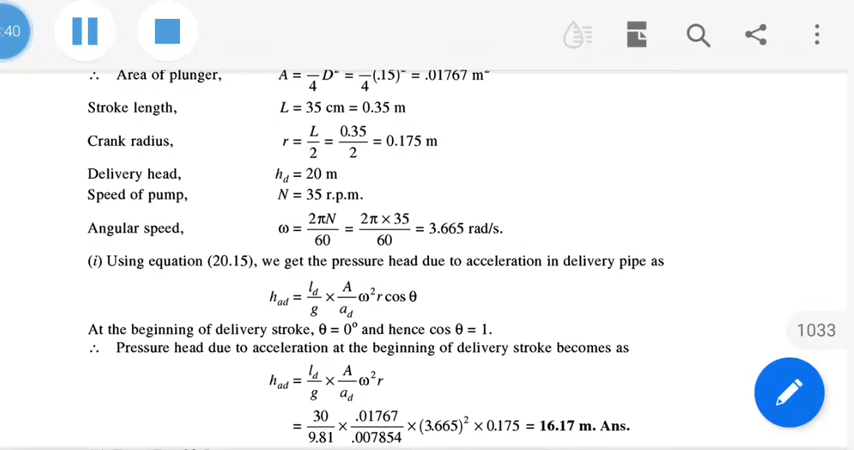 :40
∴ Area of plunger, A = π/4 D² = π/4 (.15)² = .01767 m²
Stroke length, L = 35 cm = 0.35 m
Crank radius, r = L/2 = 0.35/2 = 0.175 m
Delivery head, h_d = 20 m
Speed of pump, N = 35 r.p.m.
Angular speed, ω = 2πN/60 = 2π × 35/60 = 3.665 rad/s.
(i) Using equation (20.15), we get the pressure head due to acceleration in delivery pipe as
h_ad = l_d/g × A/a_d ω²r cos θ
1033
At the beginning of delivery stroke, θ = 0° and hence cos θ = 1.
∴ Pressure head due to acceleration at the beginning of delivery stroke becomes as
h_ad = l_d/g × A/a_d ω²r
= 30/9.81 × .01767/.007854 × (3.665)² × 0.175 = 16.17 m. Ans.